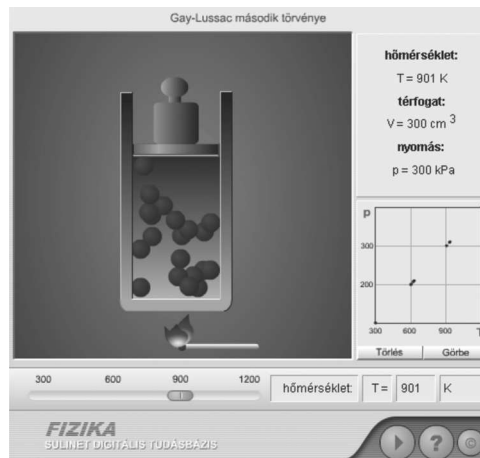 Gay-Lussac második törvénye
hőmérséklet:
T = 901 K
térfogat:
V = 300 cm 3
nyomás:
p = 300 kPa
p
300
200
300 600 900 T
Törlés Görbe
300 600 900 1200
hőmérséklet: T = 901 K
FIZIKA
SULINET DIGITÁLIS TUDÁSBÁZIS
? ©